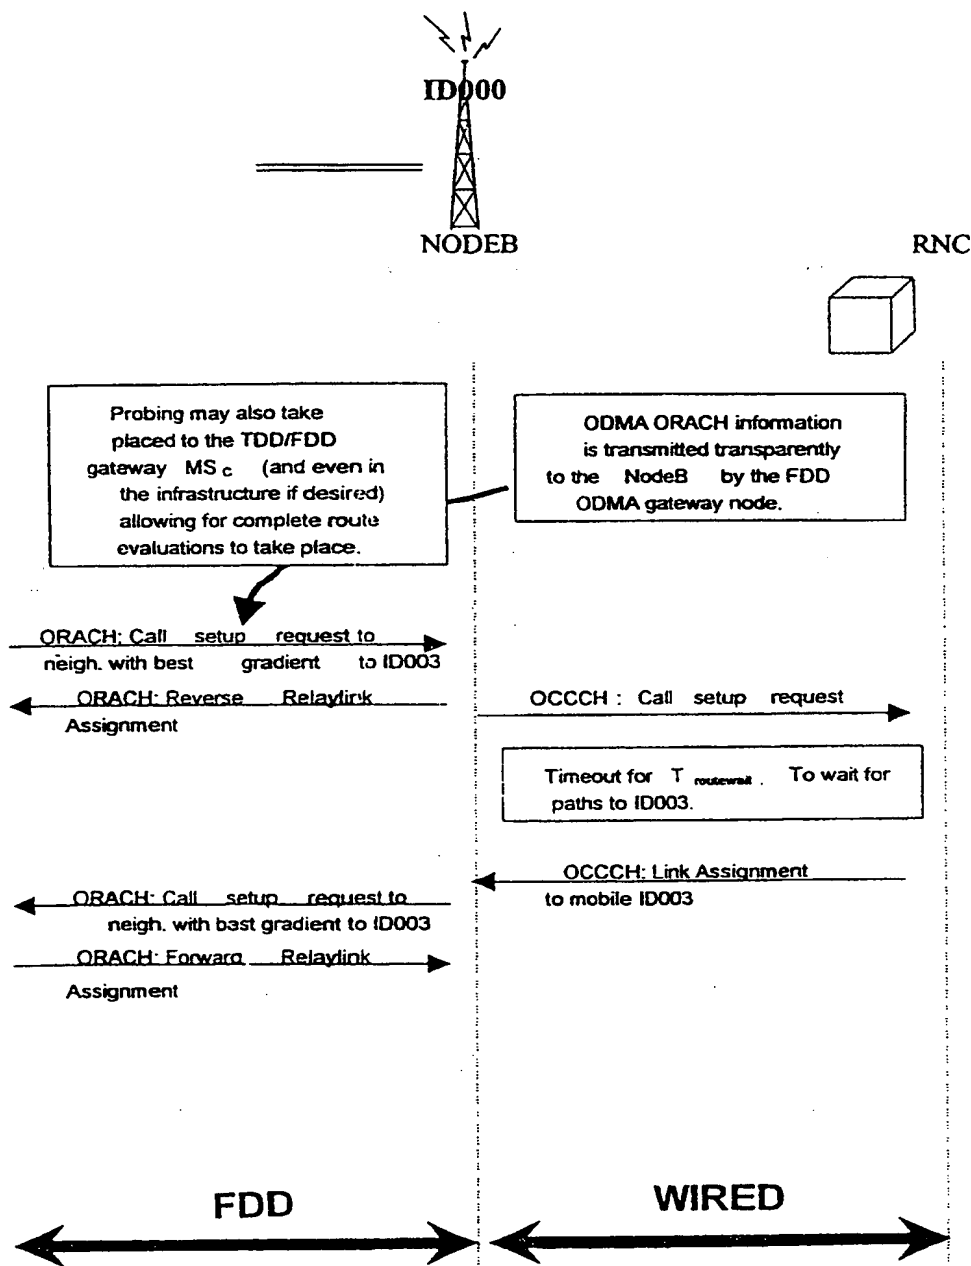 ID000
NODEB
RNC
Probing may also take
placed to the TDD/FDD
gateway MS c (and even in
the infrastructure if desired)
allowing for complete route
evaluations to take place.
ODMA ORACH information
is transmitted transparently
to the NodeB by the FDD
ODMA gateway node.
ORACH: Call setup request to
neigh. with best gradient to ID003
ORACH: Reverse Relaylink
Assignment
OCCCH : Call setup request
Timeout for T routewait . To wait for
paths to ID003.
OCCCH: Link Assignment
to mobile ID003
ORACH: Call setup request to
neigh. with bast gradient to ID003
ORACH: Forward Relaylink
Assignment
FDD
WIRED